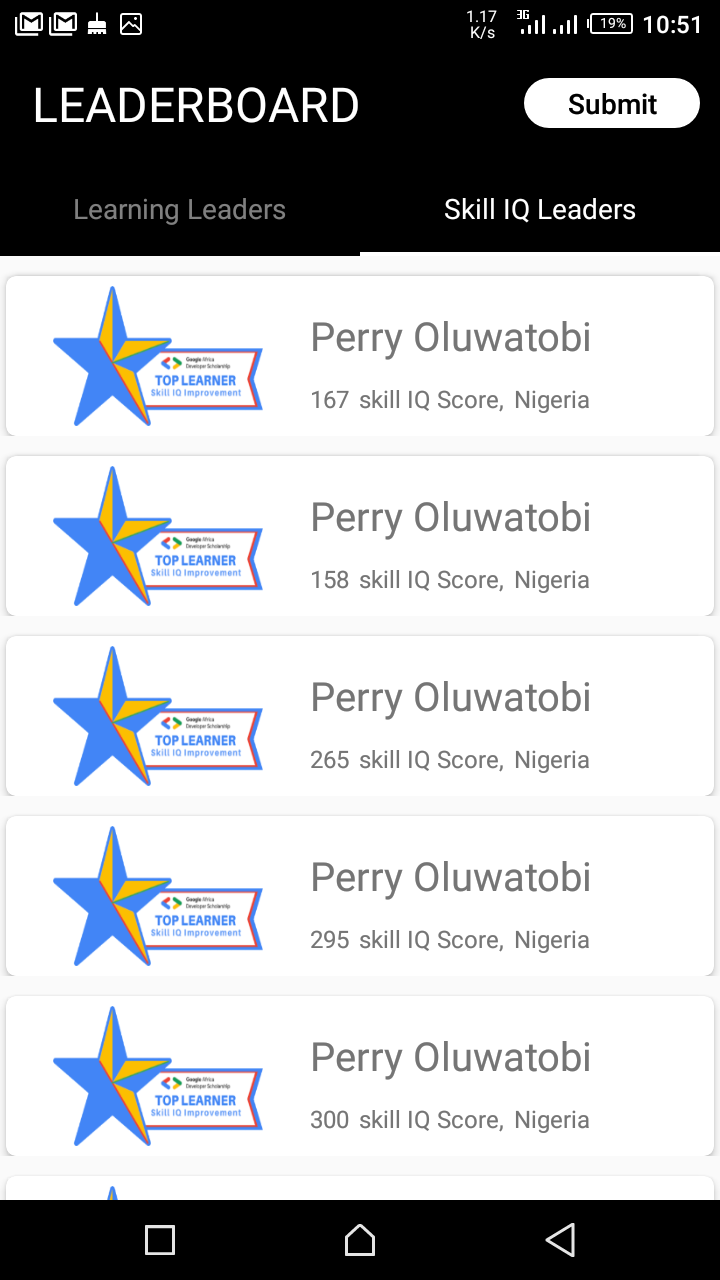 1.17
K/s
3G
19%
10:51
LEADERBOARD
Submit
Learning Leaders
Skill IQ Leaders
Perry Oluwatobi
Google Africa
Developer Scholarship
TOP LEARNER
Skill IQ Improvement
167 skill IQ Score, Nigeria
Perry Oluwatobi
Google Africa
Developer Scholarship
TOP LEARNER
Skill IQ Improvement
158 skill IQ Score, Nigeria
Perry Oluwatobi
Google Africa
Developer Scholarship
TOP LEARNER
Skill IQ Improvement
265 skill IQ Score, Nigeria
Perry Oluwatobi
Google Africa
Developer Scholarship
TOP LEARNER
Skill IQ Improvement
295 skill IQ Score, Nigeria
Perry Oluwatobi
Google Africa
Developer Scholarship
TOP LEARNER
Skill IQ Improvement
300 skill IQ Score, Nigeria